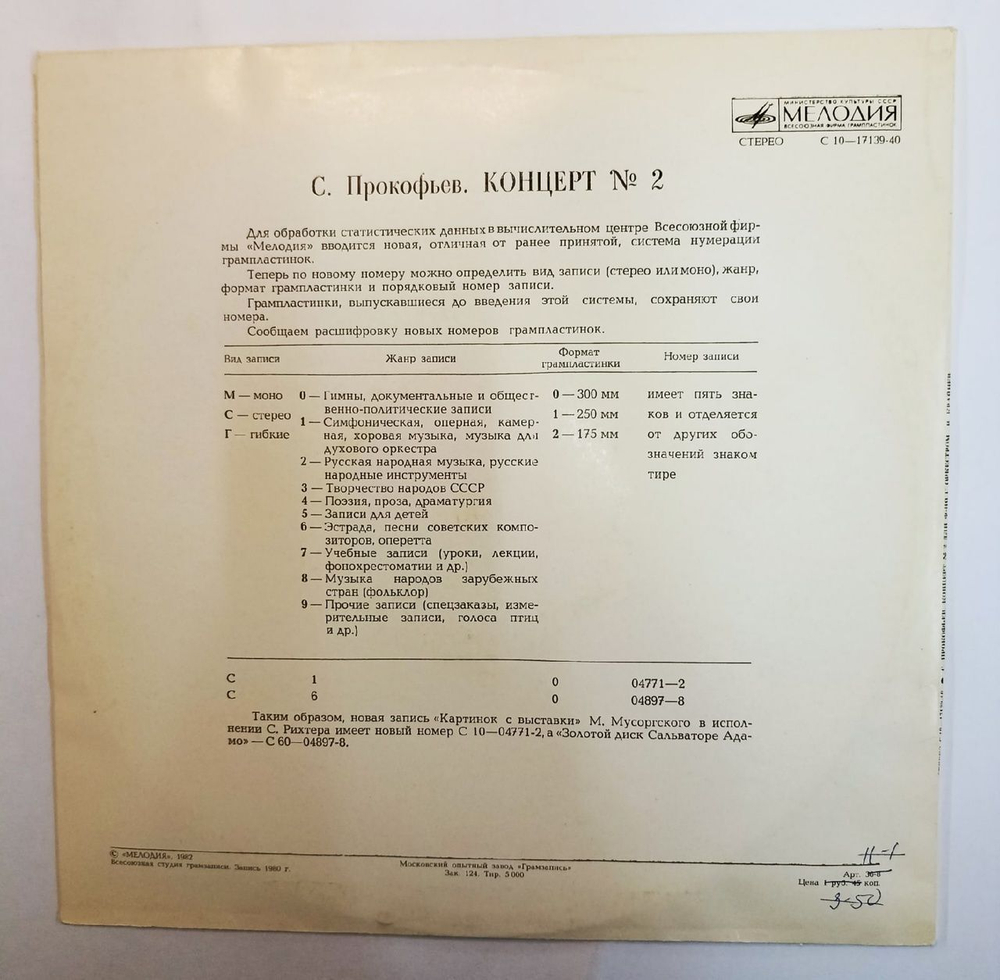 МИНИСТЕРСТВО КУЛЬТУРЫ СССР
МЕЛОДИЯ
ВСЕСОЮЗНАЯ ФИРМА ГРАМПЛАСТИНОК
СТЕРЕО С 10—17139-40
С. Прокофьев. КОНЦЕРТ № 2
Для обработки статистических данных в вычислительном центре Всесоюзной фир-
мы «Мелодия» вводится новая, отличная от ранее принятой, система нумерации
грампластинок.
Теперь по новому номеру можно определить вид записи (стерео или моно), жанр,
формат грампластинки и порядковый номер записи.
Грампластинки, выпускавшиеся до введения этой системы, сохраняют свои
номера.
Сообщаем расшифровку новых номеров грампластинок.
Вид записи
Жанр записи
Формат
грампластинки
Номер записи
М — моно
С — стерео
Г — гибкие
0 — Гимны, документальные и общест-
венно-политические записи
1 — Симфоническая, оперная, камер-
ная, хоровая музыка, музыка для
духового оркестра
2 — Русская народная музыка, русские
народные инструменты
3 — Творчество народов СССР
4 — Поэзия, проза, драматургия
5 — Записи для детей
6 — Эстрада, песни советских компо-
зиторов, оперетта
7 — Учебные записи (уроки, лекции,
фонохрестоматии и др.)
8 — Музыка народов зарубежных
стран (фольклор)
9 — Прочие записи (спецзаказы, изме-
рительные записи, голоса птиц
и др.)
0 — 300 мм
1 — 250 мм
2 — 175 мм
имеет пять зна-
ков и отделяется
от других обо-
значений знаком
тире
С 1 0 04771—2
С 6 0 04897—8
Таким образом, новая запись «Картинок с выставки» М. Мусоргского в испол-
нении С. Рихтера имеет новый номер С 10—04771-2, а «Золотой диск Сальваторе Ада-
мо» — С 60—04897-8.
© «МЕЛОДИЯ», 1982
Всесоюзная студия грамзаписи. Запись 1980 г.
Московский опытный завод «Грамзапись»
Зак. 124. Тир. 5000
11-1
Арт. 36-8
Цена 1 руб. 45 коп.
3-50